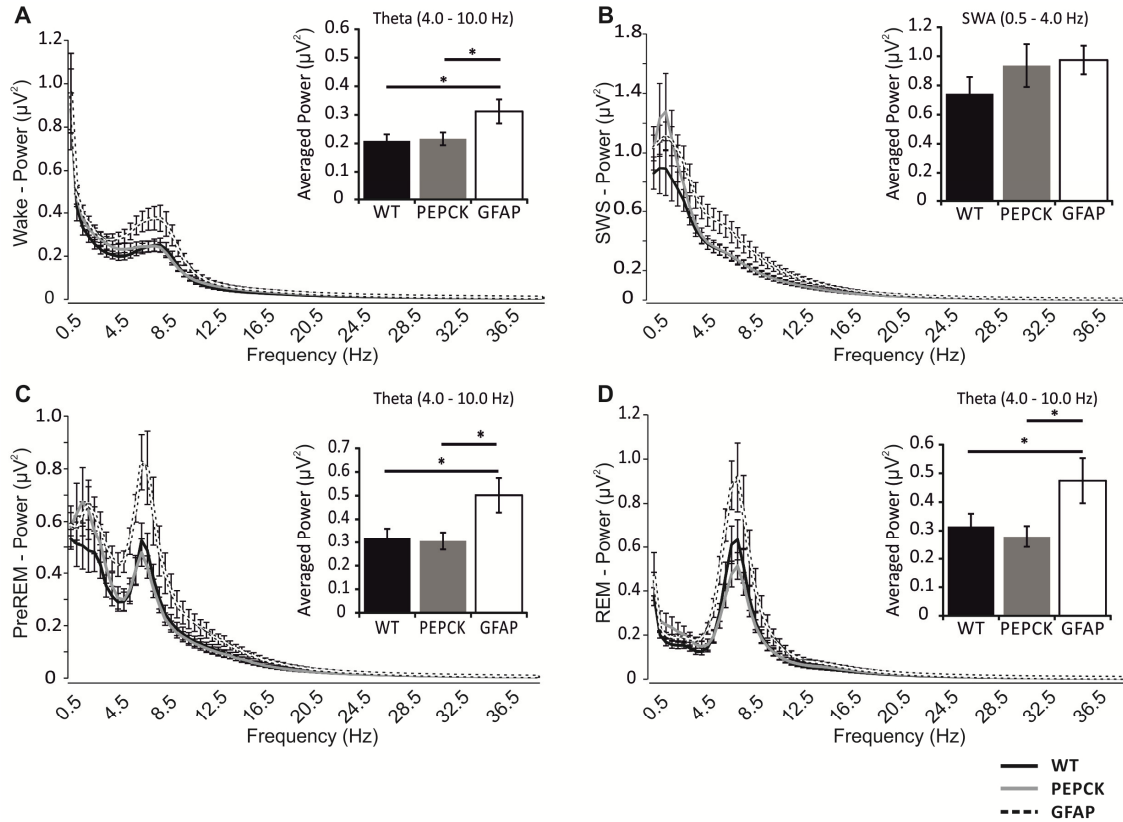 A
Theta (4.0 - 10.0 Hz)
Wake - Power (µV²)
1.2
1.0
0.8
0.6
0.4
0.2
0
0.5 4.5 8.5 12.5 16.5 20.5 24.5 28.5 32.5 36.5
Frequency (Hz)
Averaged Power (µV²)
0.6
0.5
0.4
0.3
0.2
0.1
0
*
*
WT PEPCK GFAP
B
SWA (0.5 - 4.0 Hz)
SWS - Power (µV²)
1.8
1.4
1.0
0.6
0.2
0
0.5 4.5 8.5 12.5 16.5 20.5 24.5 28.5 32.5 36.5
Frequency (Hz)
Averaged Power (µV²)
1.2
1.0
0.8
0.6
0.4
0.2
0
WT PEPCK GFAP
C
Theta (4.0 - 10.0 Hz)
PreREM - Power (µV²)
1.0
0.8
0.6
0.4
0.2
0
0.5 4.5 8.5 12.5 16.5 20.5 24.5 28.5 32.5 36.5
Frequency (Hz)
Averaged Power (µV²)
0.7
0.6
0.5
0.4
0.3
0.2
0.1
0
*
*
WT PEPCK GFAP
D
Theta (4.0 - 10.0 Hz)
REM - Power (µV²)
1.2
1.0
0.8
0.6
0.4
0.2
0
0.5 4.5 8.5 12.5 16.5 20.5 24.5 28.5 32.5 36.5
Frequency (Hz)
Averaged Power (µV²)
0.6
0.5
0.4
0.3
0.2
0.1
0
*
*
WT PEPCK GFAP
WT
PEPCK
GFAP